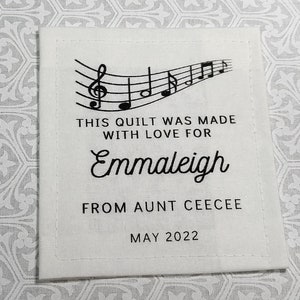 THIS QUILT WAS MADE
WITH LOVE FOR
Emmaleigh
FROM AUNT CEECEE
MAY 2022